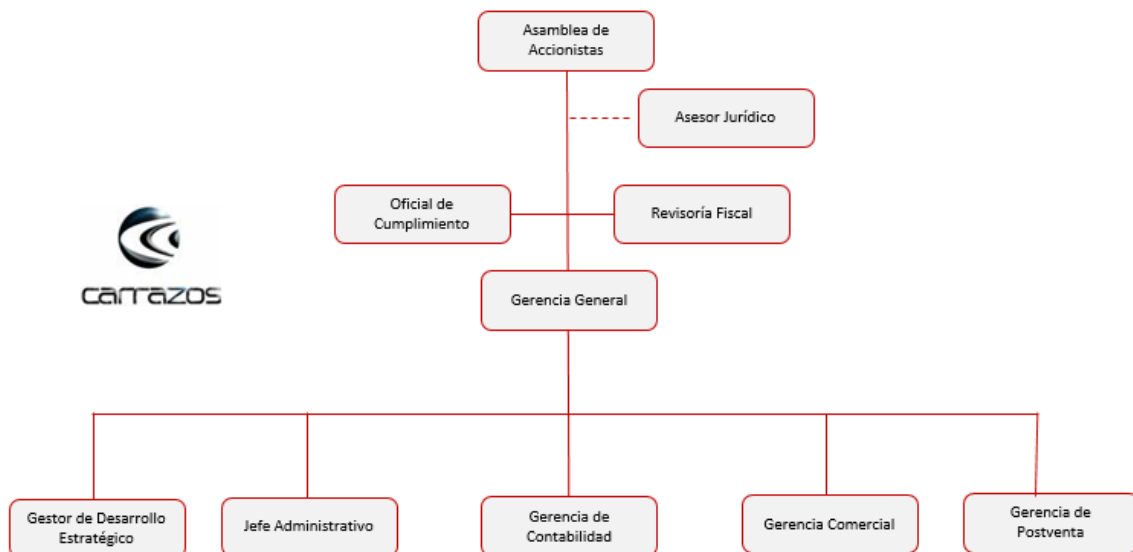 Asamblea de
Accionistas
Asesor Jurídico
Oficial de
Cumplimiento
Revisoría Fiscal
carrazos
Gerencia General
Gestor de Desarrollo
Estratégico
Jefe Administrativo
Gerencia de
Contabilidad
Gerencia Comercial
Gerencia de
Postventa